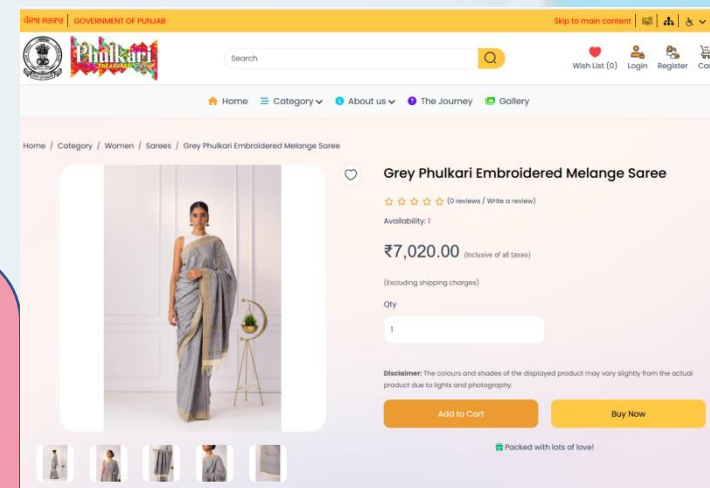 ਪੰਜਾਬ ਸਰਕਾਰ GOVERNMENT OF PUNJAB
Skip to main content
Phulkari
TREASURES
Search
Wish List (0) Login Register
Home Category About us The Journey Gallery
Home / Category / Women / Sarees / Grey Phulkari Embroidered Melange Saree
Grey Phulkari Embroidered Melange Saree
(0 reviews / Write a review)
Availability: 1
₹7,020.00 (Inclusive of all taxes)
(Excluding shipping charges)
Qty
1
Disclaimer: The colours and shades of the displayed product may vary slightly from the actual
product due to lights and photography.
Add to Cart Buy Now
Packed with lots of love!